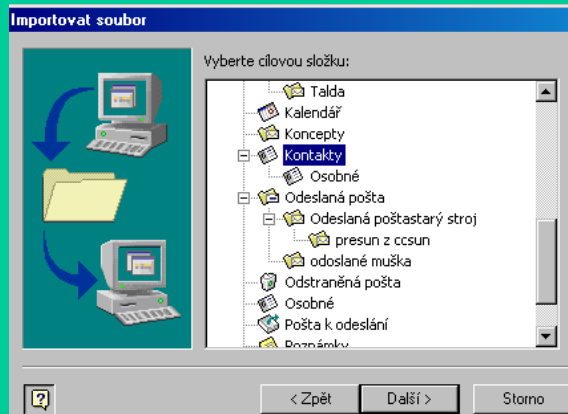 Importovat soubor
Vyberte cílovou složku:
Talda
Kalendář
Koncepty
Kontakty
Osobné
Odeslaná pošta
Odeslaná poštastarý stroj
presun z ccsun
odoslané muška
Odstraněná pošta
Osobné
Pošta k odeslání
Poznámky
< Zpět
Další >
Storno